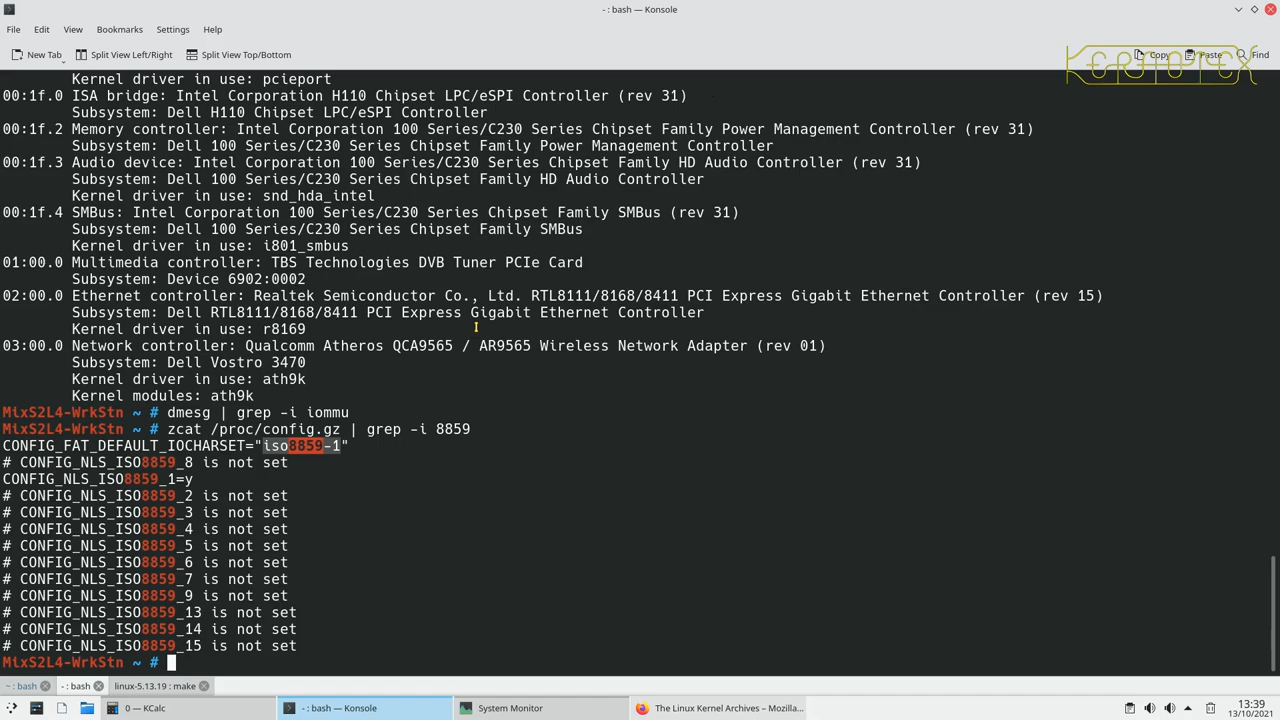 - : bash — Konsole
File Edit View Bookmarks Settings Help
New Tab Split View Left/Right Split View Top/Bottom Copy Paste Find
KERNOTEX
Kernel driver in use: pcieport
00:1f.0 ISA bridge: Intel Corporation H110 Chipset LPC/eSPI Controller (rev 31)
Subsystem: Dell H110 Chipset LPC/eSPI Controller
00:1f.2 Memory controller: Intel Corporation 100 Series/C230 Series Chipset Family Power Management Controller (rev 31)
Subsystem: Dell 100 Series/C230 Series Chipset Family Power Management Controller
00:1f.3 Audio device: Intel Corporation 100 Series/C230 Series Chipset Family HD Audio Controller (rev 31)
Subsystem: Dell 100 Series/C230 Series Chipset Family HD Audio Controller
Kernel driver in use: snd_hda_intel
00:1f.4 SMBus: Intel Corporation 100 Series/C230 Series Chipset Family SMBus (rev 31)
Subsystem: Dell 100 Series/C230 Series Chipset Family SMBus
Kernel driver in use: i801_smbus
01:00.0 Multimedia controller: TBS Technologies DVB Tuner PCIe Card
Subsystem: Device 6902:0002
02:00.0 Ethernet controller: Realtek Semiconductor Co., Ltd. RTL8111/8168/8411 PCI Express Gigabit Ethernet Controller (rev 15)
Subsystem: Dell RTL8111/8168/8411 PCI Express Gigabit Ethernet Controller
Kernel driver in use: r8169
03:00.0 Network controller: Qualcomm Atheros QCA9565 / AR9565 Wireless Network Adapter (rev 01)
Subsystem: Dell Vostro 3470
Kernel driver in use: ath9k
Kernel modules: ath9k
MixS2L4-WrkStn ~ # dmesg | grep -i iommu
MixS2L4-WrkStn ~ # zcat /proc/config.gz | grep -i 8859
CONFIG_FAT_DEFAULT_IOCHARSET="iso8859-1"
# CONFIG_NLS_ISO8859_8 is not set
CONFIG_NLS_ISO8859_1=y
# CONFIG_NLS_ISO8859_2 is not set
# CONFIG_NLS_ISO8859_3 is not set
# CONFIG_NLS_ISO8859_4 is not set
# CONFIG_NLS_ISO8859_5 is not set
# CONFIG_NLS_ISO8859_6 is not set
# CONFIG_NLS_ISO8859_7 is not set
# CONFIG_NLS_ISO8859_9 is not set
# CONFIG_NLS_ISO8859_13 is not set
# CONFIG_NLS_ISO8859_14 is not set
# CONFIG_NLS_ISO8859_15 is not set
MixS2L4-WrkStn ~ #
~ : bash - : bash linux-5.13.19 : make
0 — KCalc - : bash — Konsole System Monitor The Linux Kernel Archives – Mozilla...
13:39
13/10/2021